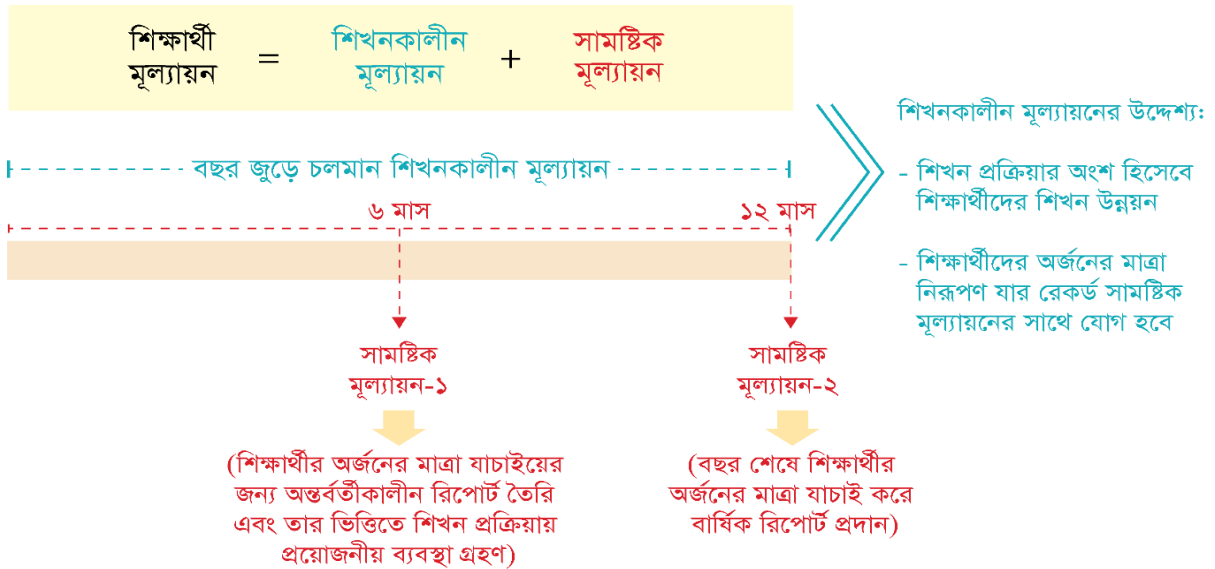 শিক্ষার্থী মূল্যায়ন = শিখনকালীন মূল্যায়ন + সামষ্টিক মূল্যায়ন
বছর জুড়ে চলমান শিখনকালীন মূল্যায়ন
৬ মাস
১২ মাস
সামষ্টিক
মূল্যায়ন-১
(শিক্ষার্থীর অর্জনের মাত্রা যাচাইয়ের
জন্য অন্তর্বর্তীকালীন রিপোর্ট তৈরি
এবং তার ভিত্তিতে শিখন প্রক্রিয়ায়
প্রয়োজনীয় ব্যবস্থা গ্রহণ)
সামষ্টিক
মূল্যায়ন-২
(বছর শেষে শিক্ষার্থীর
অর্জনের মাত্রা যাচাই করে
বার্ষিক রিপোর্ট প্রদান)
শিখনকালীন মূল্যায়নের উদ্দেশ্য:
- শিখন প্রক্রিয়ার অংশ হিসেবে
শিক্ষার্থীদের শিখন উন্নয়ন
- শিক্ষার্থীদের অর্জনের মাত্রা
নিরূপণ যার রেকর্ড সামষ্টিক
মূল্যায়নের সাথে যোগ হবে